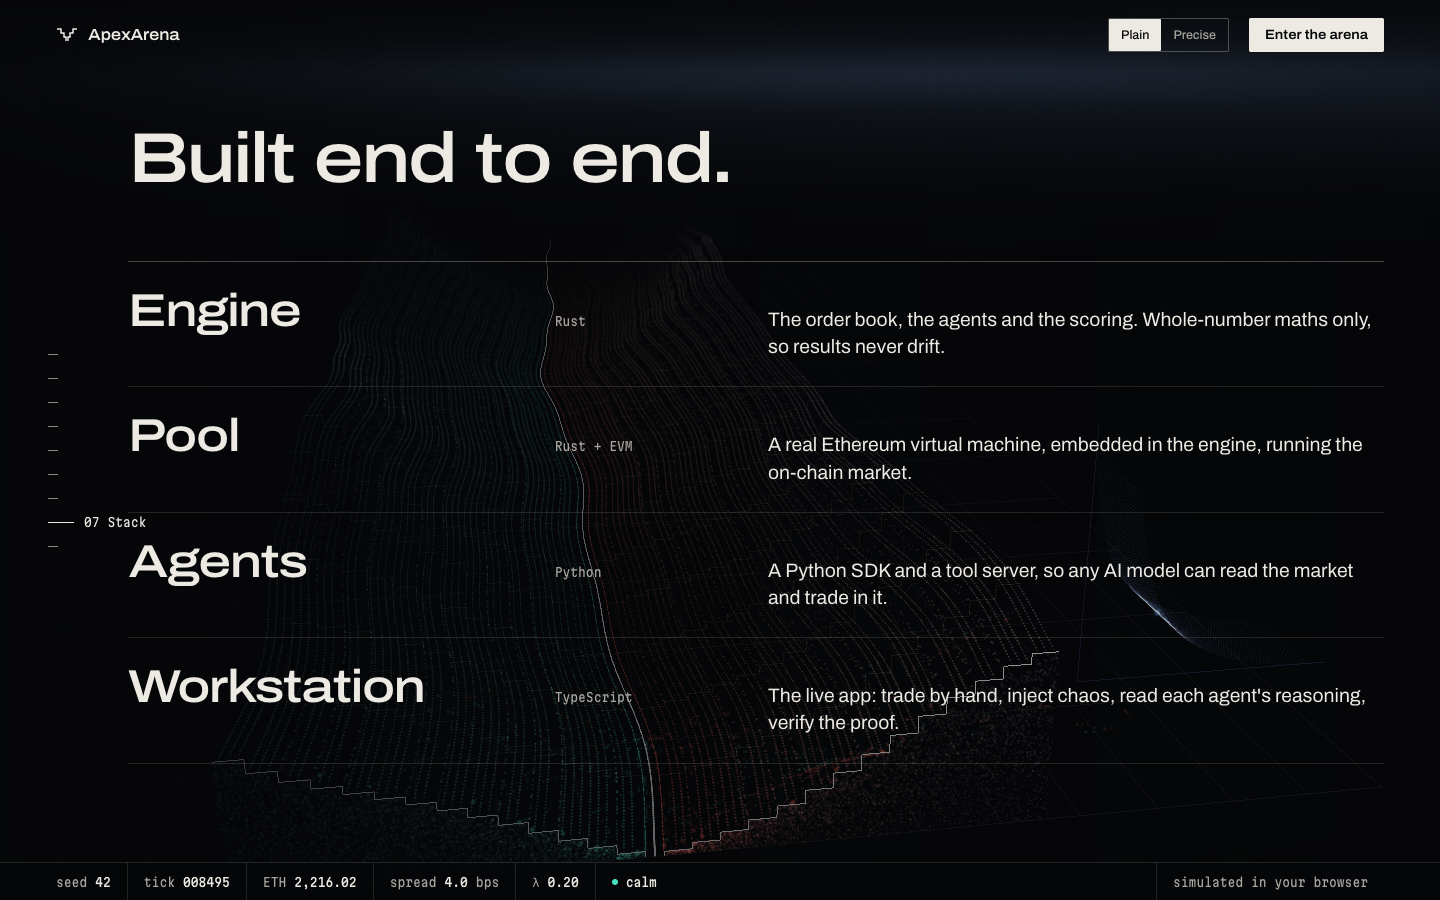 ApexArena
Plain
Precise
Enter the arena
Built end to end.
Engine
Rust
The order book, the agents and the scoring. Whole-number maths only,
so results never drift.
Pool
Rust + EVM
A real Ethereum virtual machine, embedded in the engine, running the
on-chain market.
07 Stack
Agents
Python
A Python SDK and a tool server, so any AI model can read the market
and trade in it.
Workstation
TypeScript
The live app: trade by hand, inject chaos, read each agent's reasoning,
verify the proof.
seed 42
tick 008495
ETH 2,216.02
spread 4.0 bps
λ 0.20
calm
simulated in your browser